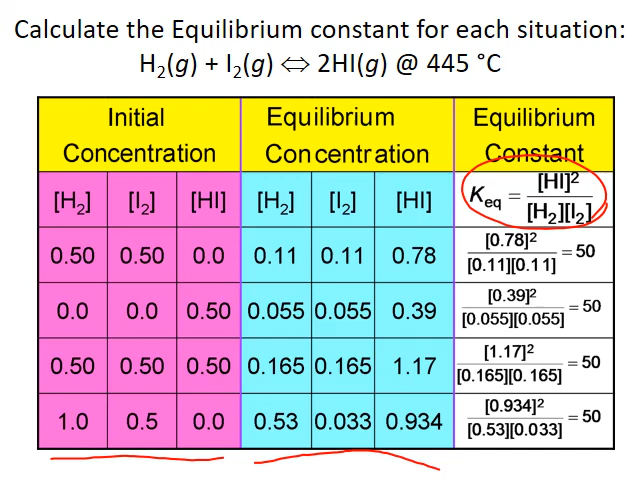 Calculate the Equilibrium constant for each situation:
H₂(g) + I₂(g) ⇔ 2HI(g) @ 445 °C
Initial Concentration
Equilibrium Concentration
Equilibrium Constant
[H₂] [I₂] [HI] [H₂] [I₂] [HI] Keq = [HI]² / [H₂][I₂]
0.50 0.50 0.0 0.11 0.11 0.78 [0.78]² / [0.11][0.11] = 50
0.0 0.0 0.50 0.055 0.055 0.39 [0.39]² / [0.055][0.055] = 50
0.50 0.50 0.50 0.165 0.165 1.17 [1.17]² / [0.165][0.165] = 50
1.0 0.5 0.0 0.53 0.033 0.934 [0.934]² / [0.53][0.033] = 50